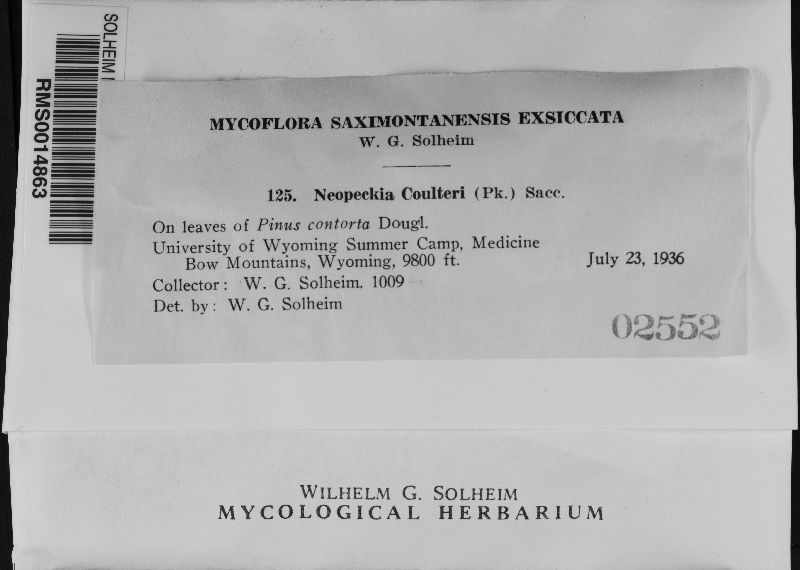 SOLHEIM
RMS0014863
MYCOFLORA SAXIMONTANENSIS EXSICCATA
W. G. Solheim
125. Neopeckia Coulteri (Pk.) Sacc.
On leaves of Pinus contorta Dougl.
University of Wyoming Summer Camp, Medicine
Bow Mountains, Wyoming, 9800 ft. July 23, 1936
Collector: W. G. Solheim. 1009
Det. by: W. G. Solheim
02552
WILHELM G. SOLHEIM
MYCOLOGICAL HERBARIUM